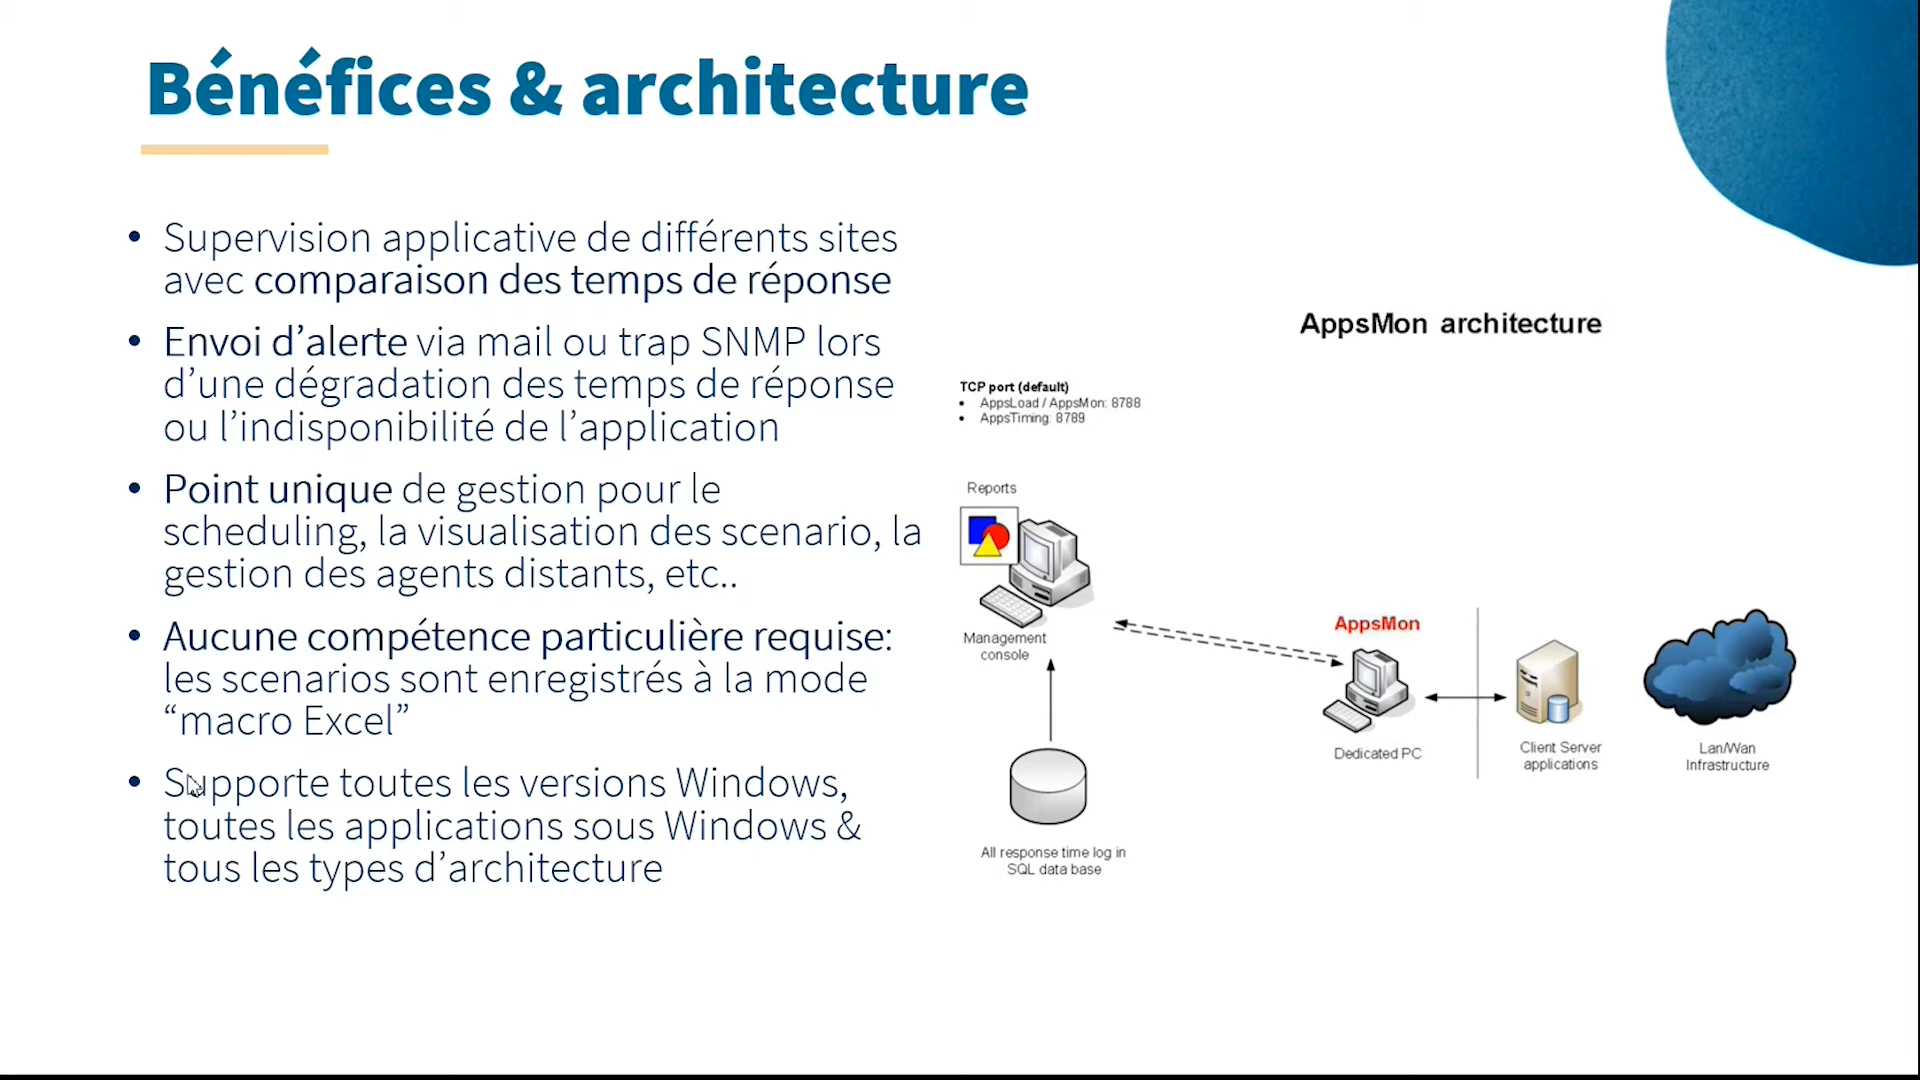 Bénéfices & architecture
• Supervision applicative de différents sites
avec comparaison des temps de réponse
• Envoi d’alerte via mail ou trap SNMP lors
d’une dégradation des temps de réponse
ou l’indisponibilité de l’application
• Point unique de gestion pour le
scheduling, la visualisation des scenario, la
gestion des agents distants, etc..
• Aucune compétence particulière requise:
les scenarios sont enregistrés à la mode
“macro Excel”
• Supporte toutes les versions Windows,
toutes les applications sous Windows &
tous les types d’architecture
AppsMon architecture
TCP port (default)
• AppsLoad / AppsMon: 8788
• AppsTiming: 8789
Reports
Management
console
All response time log in
SQL data base
AppsMon
Dedicated PC
Client Server
applications
Lan/Wan
Infrastructure